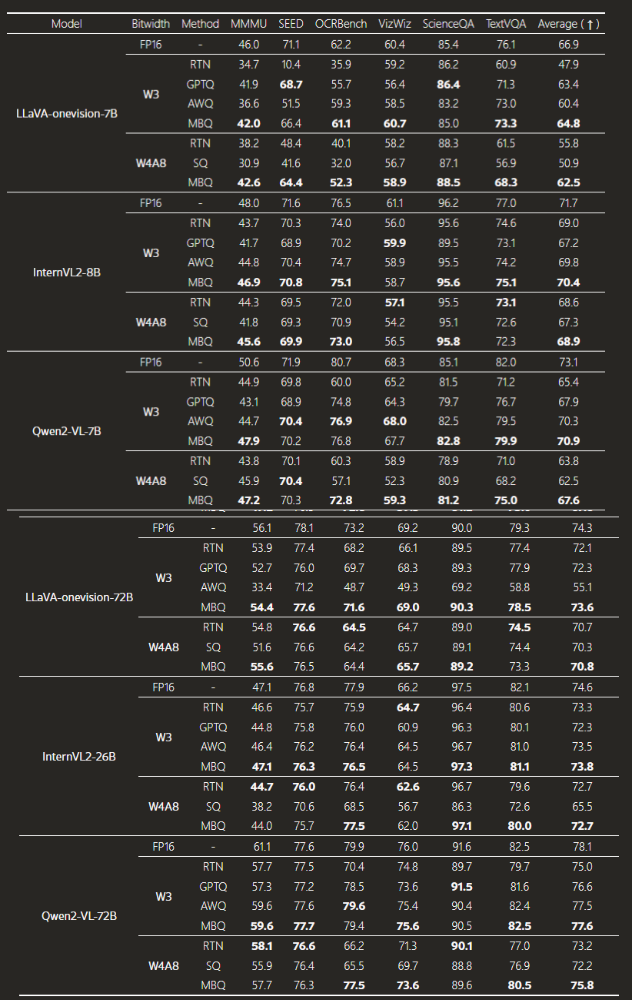 Model Bitwidth Method MMMU SEED OCRBench VizWiz ScienceQA TextVQA Average (↑)
FP16 - 46.0 71.1 62.2 60.4 85.4 76.1 66.9
RTN 34.7 10.4 35.9 59.2 86.2 60.9 47.9
GPTQ 41.9 68.7 55.7 56.4 86.4 71.3 63.4
W3
AWQ 36.6 51.5 59.3 58.5 83.2 73.0 60.4
LLaVA-onevision-7B
MBQ 42.0 66.4 61.1 60.7 85.0 73.3 64.8
RTN 38.2 48.4 40.1 58.2 88.3 61.5 55.8
W4A8 SQ 30.9 41.6 32.0 56.7 87.1 56.9 50.9
MBQ 42.6 64.4 52.3 58.9 88.5 68.3 62.5
FP16 - 48.0 71.6 76.5 61.1 96.2 77.0 71.7
RTN 43.7 70.3 74.0 56.0 95.6 74.6 69.0
GPTQ 41.7 68.9 70.2 59.9 89.5 73.1 67.2
W3
AWQ 44.8 70.4 74.7 58.9 95.5 74.2 69.8
InternVL2-8B
MBQ 46.9 70.8 75.1 58.7 95.6 75.1 70.4
RTN 44.3 69.5 72.0 57.1 95.5 73.1 68.6
W4A8 SQ 41.8 69.3 70.9 54.2 95.1 72.6 67.3
MBQ 45.6 69.9 73.0 56.5 95.8 72.3 68.9
FP16 - 50.6 71.9 80.7 68.3 85.1 82.0 73.1
RTN 44.9 69.8 60.0 65.2 81.5 71.2 65.4
GPTQ 43.1 68.9 74.8 64.3 79.7 76.7 67.9
W3
AWQ 44.7 70.4 76.9 68.0 82.5 79.5 70.3
Qwen2-VL-7B
MBQ 47.9 70.2 76.8 67.7 82.8 79.9 70.9
RTN 43.8 70.1 60.3 58.9 78.9 71.0 63.8
W4A8 SQ 45.9 70.4 57.1 52.3 80.9 68.2 62.5
MBQ 47.2 70.3 72.8 59.3 81.2 75.0 67.6
FP16 - 56.1 78.1 73.2 69.2 90.0 79.3 74.3
RTN 53.9 77.4 68.2 66.1 89.5 77.4 72.1
GPTQ 52.7 76.0 69.7 68.3 89.3 77.9 72.3
W3
AWQ 33.4 71.2 48.7 49.3 69.2 58.8 55.1
LLaVA-onevision-72B
MBQ 54.4 77.6 71.6 69.0 90.3 78.5 73.6
RTN 54.8 76.6 64.5 64.7 89.0 74.5 70.7
W4A8 SQ 51.6 76.6 64.2 65.7 89.1 74.4 70.3
MBQ 55.6 76.5 64.4 65.7 89.2 73.3 70.8
FP16 - 47.1 76.8 77.9 66.2 97.5 82.1 74.6
RTN 46.6 75.7 75.9 64.7 96.4 80.6 73.3
GPTQ 44.8 75.8 76.0 60.9 96.3 80.1 72.3
W3
AWQ 46.4 76.2 76.4 64.5 96.7 81.0 73.5
InternVL2-26B
MBQ 47.1 76.3 76.5 64.5 97.3 81.1 73.8
RTN 44.7 76.0 76.4 62.6 96.7 79.6 72.7
W4A8 SQ 38.2 70.6 68.5 56.7 86.3 72.6 65.5
MBQ 44.0 75.7 77.5 62.0 97.1 80.0 72.7
FP16 - 61.1 77.6 79.9 76.0 91.6 82.5 78.1
RTN 57.7 77.5 70.4 74.8 89.7 79.7 75.0
GPTQ 57.3 77.2 78.5 73.6 91.5 81.6 76.6
W3
AWQ 59.6 77.6 79.6 75.4 90.4 82.4 77.5
Qwen2-VL-72B
MBQ 59.6 77.7 79.4 75.6 90.5 82.5 77.6
RTN 58.1 76.6 66.2 71.3 90.1 77.0 73.2
W4A8 SQ 55.9 76.4 65.5 69.7 88.8 76.9 72.2
MBQ 57.7 76.3 77.5 73.6 89.6 80.5 75.8